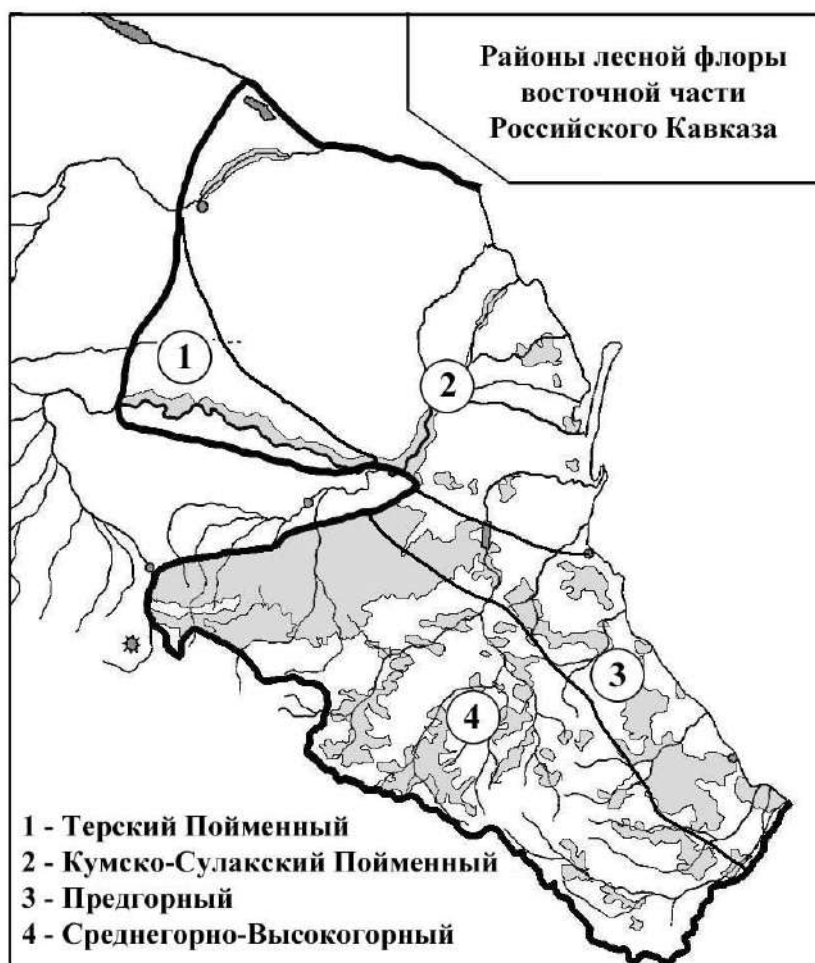 Районы лесной флоры
восточной части
Российского Кавказа
1
2
3
4
1 - Терский Пойменный
2 - Кумско-Сулакский Пойменный
3 - Предгорный
4 - Среднегорно-Высокогорный